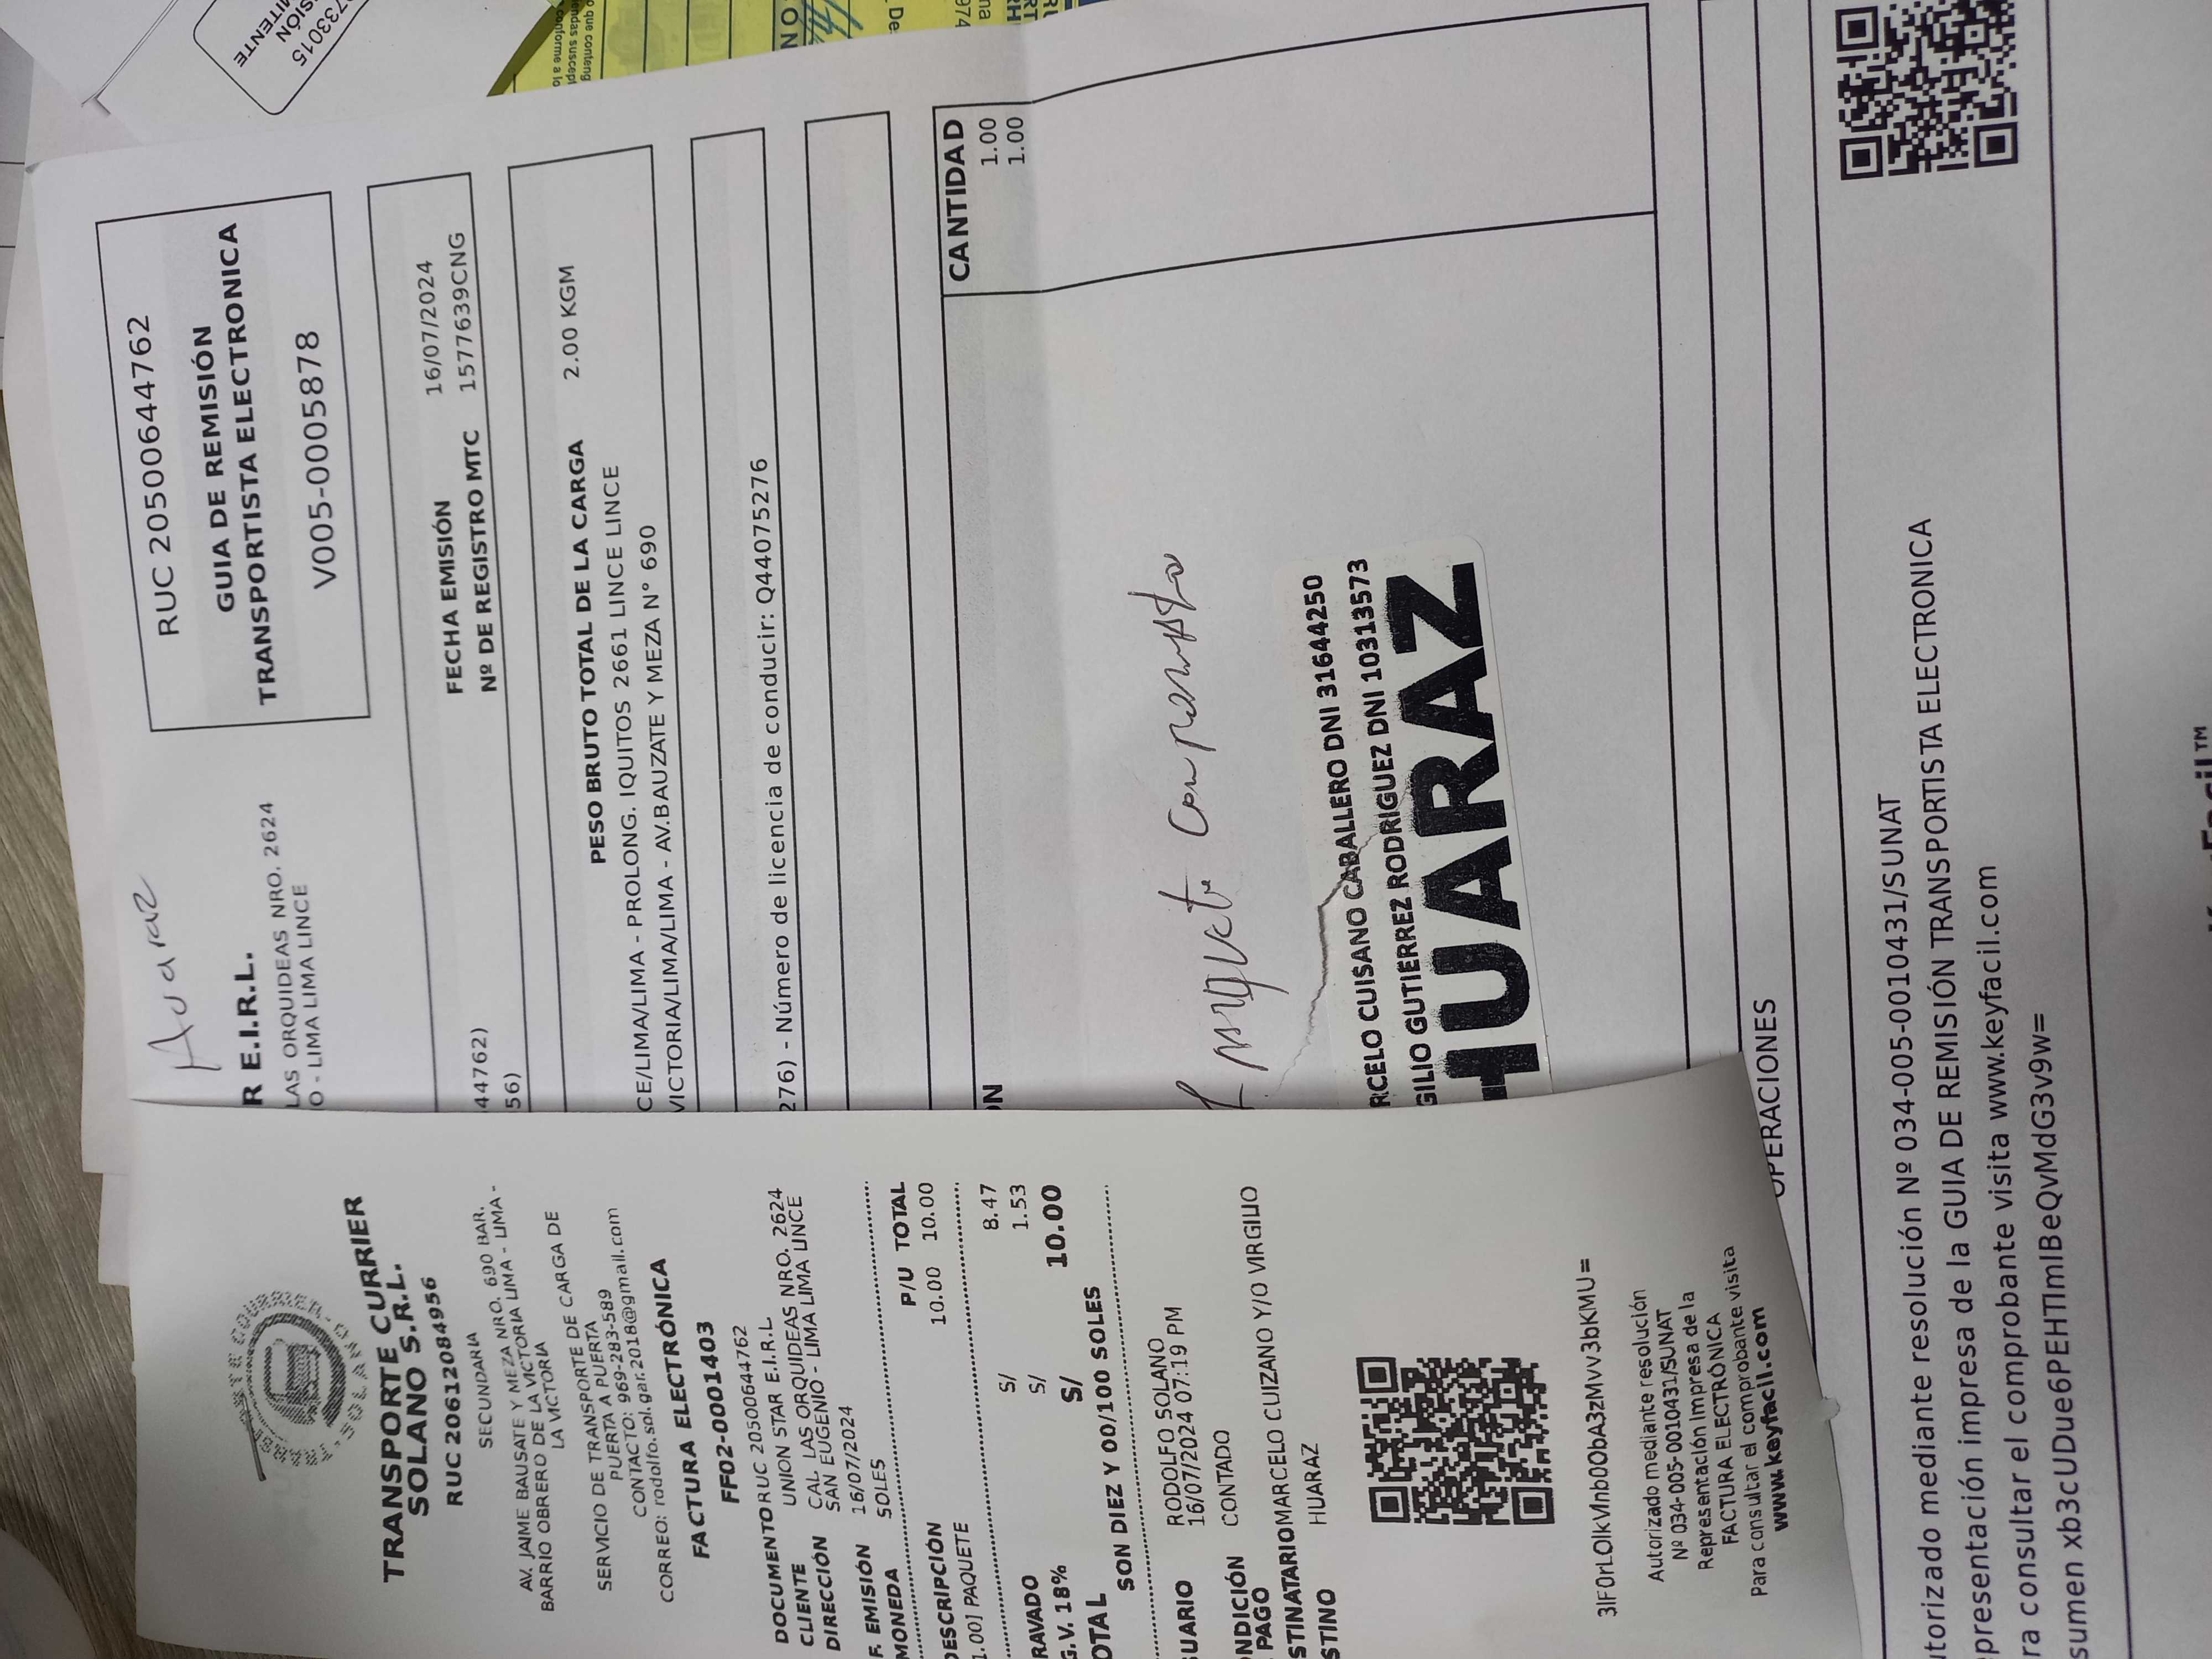 TRANSPORTE CURRIER
SOLANO S.R.L.
RUC 20612084956
SECUNDARIA
AV. JAIME BAUSATE Y MEZA NRO. 690 BAR.
BARRIO OBRERO DE LA VICTORIA LIMA - LIMA -
LA VICTORIA
SERVICIO DE TRANSPORTE DE CARGA DE
PUERTA A PUERTA
CONTACTO: 969-283-589
CORREO: rodolfo.sol.gar.2018@gmail.com
FACTURA ELECTRÓNICA
FF02-0001403
DOCUMENTO RUC 20500644762
CLIENTE UNION STAR E.I.R.L.
DIRECCIÓN CAL. LAS ORQUIDEAS NRO. 2624
SAN EUGENIO - LIMA LIMA LINCE
F. EMISIÓN 16/07/2024
MONEDA SOLES
DESCRIPCIÓN P/U TOTAL
1.00] PAQUETE 10.00 10.00
RAVADO S/ 8.47
G.V. 18% S/ 1.53
OTAL S/ 10.00
SON DIEZ Y 00/100 SOLES
SUARIO RODOLFO SOLANO
16/07/2024 07:19 PM
NDICIÓN CONTADO
PAGO
STINATARIO MARCELO CUIZANO Y/O VIRGILIO
STINO HUARAZ
Autorizado mediante resolución
Nº 034-005-0010431/SUNAT
Representación Impresa de la
FACTURA ELECTRÓNICA
Para consultar el comprobante visita
www.keyfacil.com
R E.I.R.L.
LAS ORQUIDEAS NRO. 2624
O - LIMA LIMA LINCE
RUC 20500644762
GUIA DE REMISIÓN
TRANSPORTISTA ELECTRONICA
V005-0005878
44762) FECHA EMISIÓN 16/07/2024
56) Nº DE REGISTRO MTC 1577639CNG
PESO BRUTO TOTAL DE LA CARGA 2.00 KGM
CE/LIMA/LIMA - PROLONG. IQUITOS 2661 LINCE LINCE
VICTORIA/LIMA/LIMA - AV.BAUZATE Y MEZA N° 690
276) - Número de licencia de conducir: Q44075276
CANTIDAD
ÓN 1.00
1.00
RCELO CUISANO CABALLERO DNI 31644250
GILIO GUTIERREZ RODRIGUEZ DNI 10313573
HUARAZ
OPERACIONES
utorizado mediante resolución Nº 034-005-0010431/SUNAT
presentación impresa de la GUIA DE REMISIÓN TRANSPORTISTA ELECTRONICA
ra consultar el comprobante visita www.keyfacil.com
sumen xb3cUDue6PEHTlmlBeQvMdG3v9w=
733015
SIÓN
MITENTE